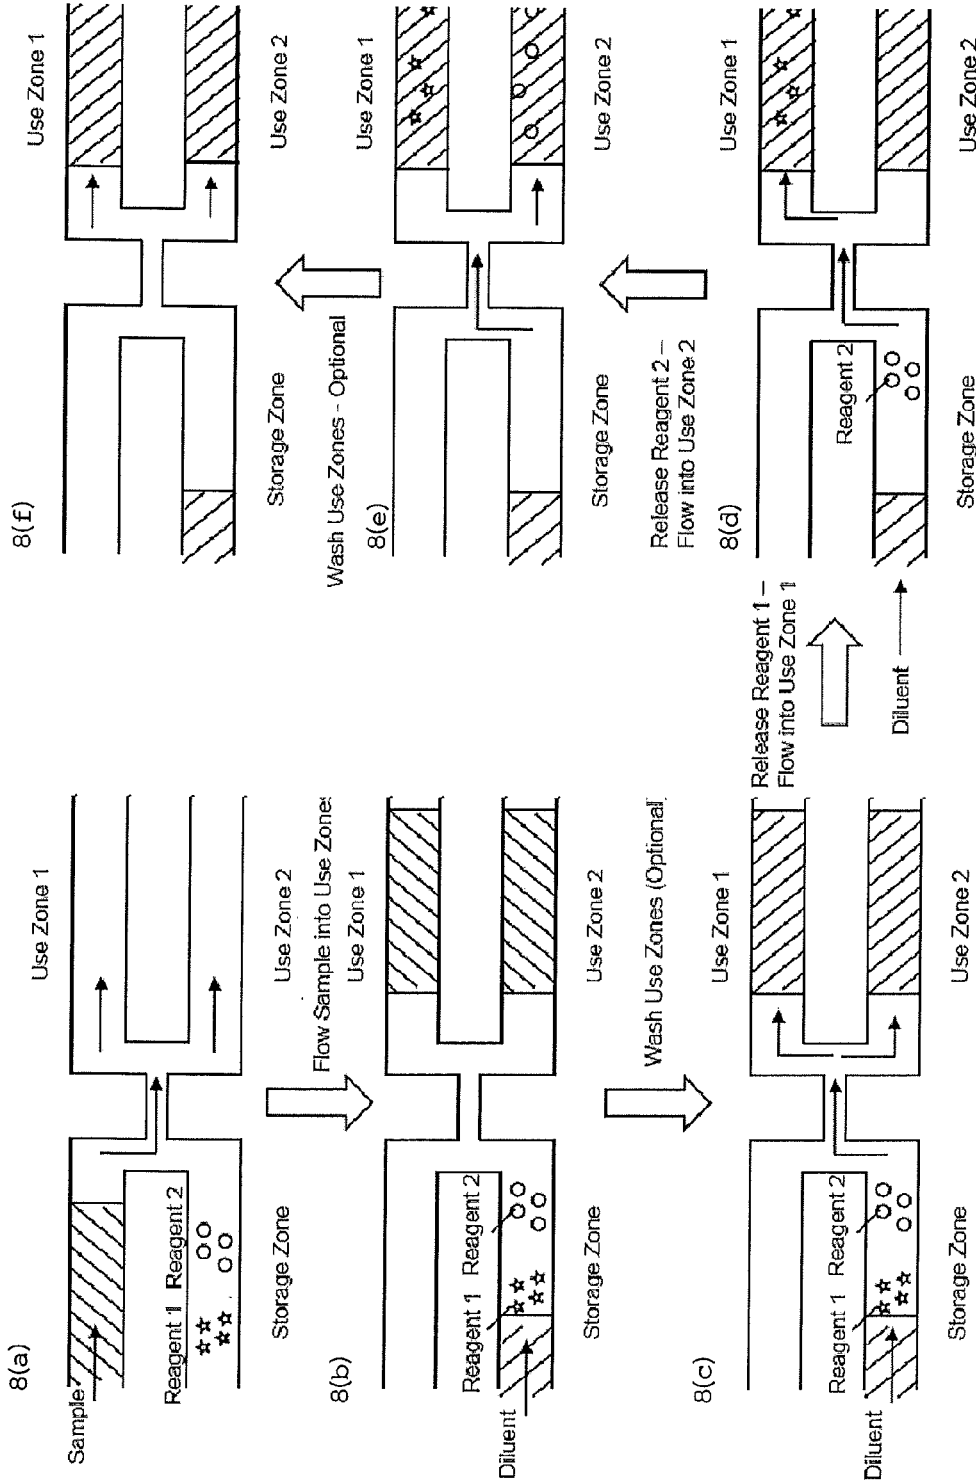 8(a)
Sample
Use Zone 1
Reagent 1 Reagent 2
Storage Zone
Use Zone 2
Flow Sample into Use Zones
8(b)
Use Zone 1
Reagent 1 Reagent 2
Diluent
Storage Zone
Use Zone 2
Wash Use Zones (Optional
8(c)
Use Zone 1
Reagent 1 Reagent 2
Diluent
Storage Zone
Use Zone 2
Release Reagent 1 –
Flow into Use Zone 1
8(d)
Use Zone 1
Reagent 2
Diluent
Storage Zone
Use Zone 2
Release Reagent 2 –
Flow into Use Zone 2
8(e)
Use Zone 1
Storage Zone
Use Zone 2
Wash Use Zones - Optional
8(f)
Use Zone 1
Storage Zone
Use Zone 2